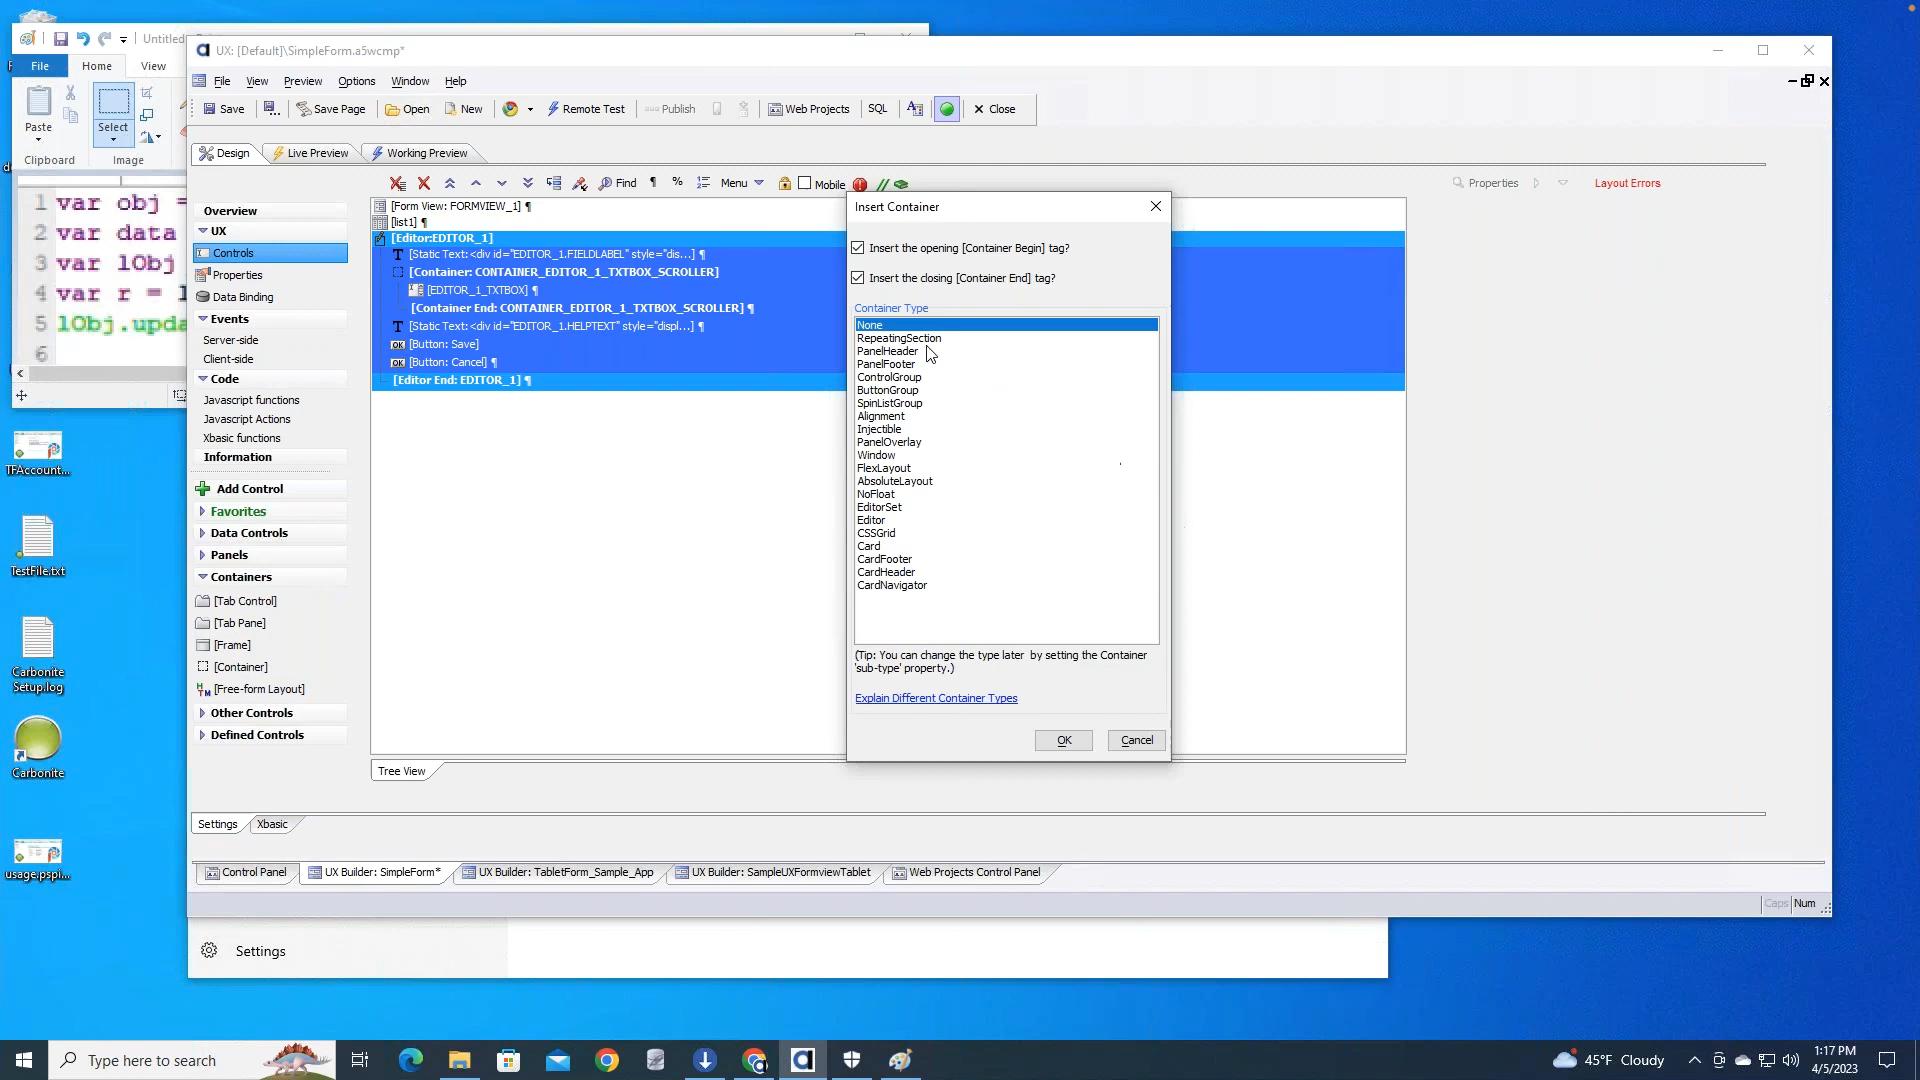 Untitled
UX: [Default]\SimpleForm.a5wcmp*
File
Home
View
File
View
Preview
Options
Window
Help
Save
Save Page
Open
New
Remote Test
Publish
Web Projects
SQL
Close
Paste
Select
Clipboard
Image
Design
Live Preview
Working Preview
Find
Menu
Mobile
Properties
Layout Errors
1 var obj =
2 var data
3 var lObj
4 var r = l
5 lObj.upda
6
Overview
UX
Controls
Properties
Data Binding
Events
Server-side
Client-side
Code
Javascript functions
Javascript Actions
Xbasic functions
Information
Add Control
Favorites
Data Controls
Panels
Containers
[Tab Control]
[Tab Pane]
[Frame]
[Container]
[Free-form Layout]
Other Controls
Defined Controls
[Form View: FORMVIEW_1] ¶
[list1] ¶
[Editor:EDITOR_1]
[Static Text: <div id="EDITOR_1.FIELDLABEL" style="dis...] ¶
[Container: CONTAINER_EDITOR_1_TXTBOX_SCROLLER]
[EDITOR_1_TXTBOX] ¶
[Container End: CONTAINER_EDITOR_1_TXTBOX_SCROLLER] ¶
[Static Text: <div id="EDITOR_1.HELPTEXT" style="displ...] ¶
OK [Button: Save]
OK [Button: Cancel] ¶
[Editor End: EDITOR_1] ¶
Insert Container
Insert the opening [Container Begin] tag?
Insert the closing [Container End] tag?
Container Type
None
RepeatingSection
PanelHeader
PanelFooter
ControlGroup
ButtonGroup
SpinListGroup
Alignment
Injectible
PanelOverlay
Window
FlexLayout
AbsoluteLayout
NoFloat
EditorSet
Editor
CSSGrid
Card
CardFooter
CardHeader
CardNavigator
(Tip: You can change the type later by setting the Container
'sub-type' property.)
Explain Different Container Types
OK
Cancel
Tree View
Settings
Xbasic
Control Panel
UX Builder: SimpleForm*
UX Builder: TabletForm_Sample_App
UX Builder: SampleUXFormviewTablet
Web Projects Control Panel
Caps
Num
Settings
TFAccount...
TestFile.txt
Carbonite
Setup.log
Carbonite
usage.pspi...
Type here to search
45°F Cloudy
1:17 PM
4/5/2023